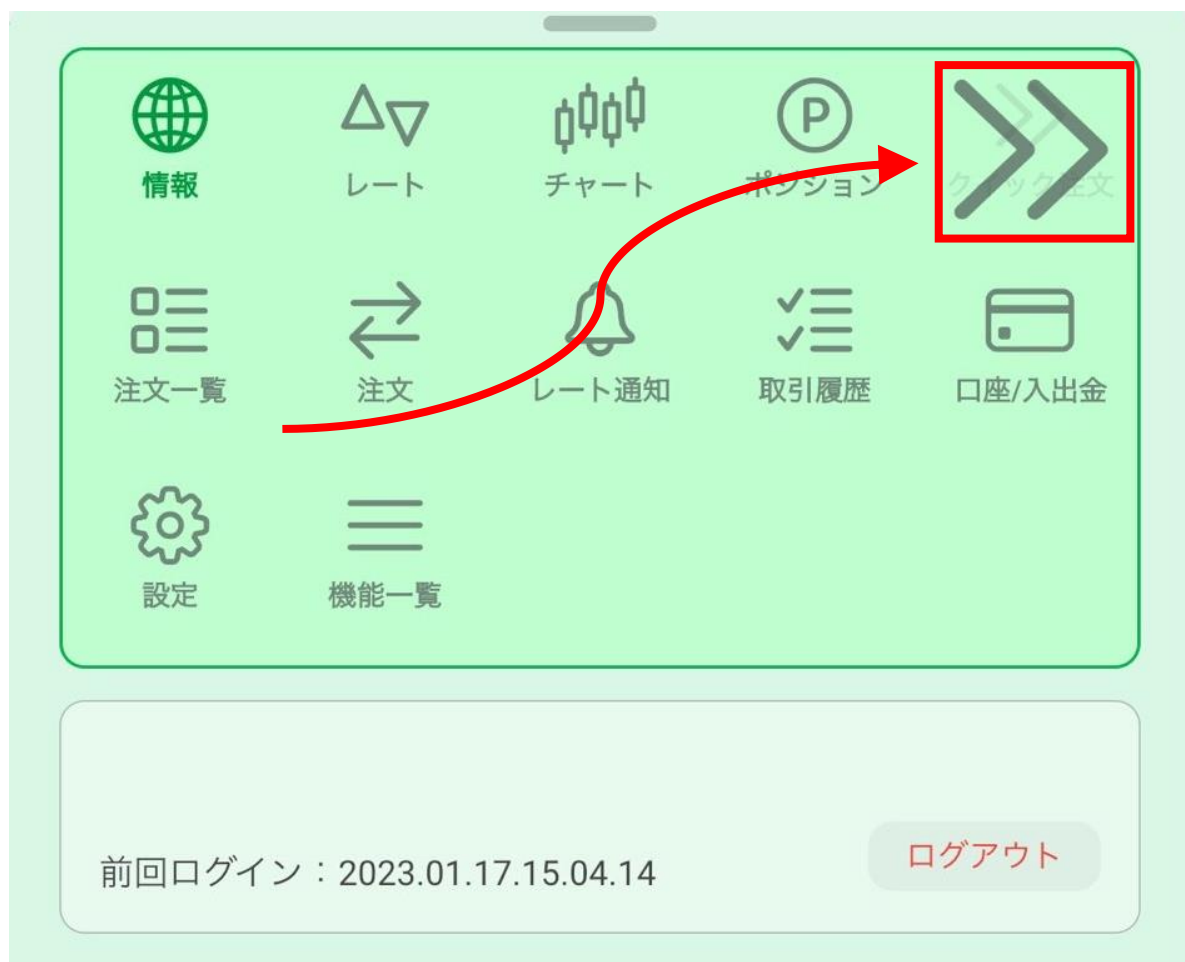 情報
レート
チャート
P
ポジション
クイック注文
注文一覧
注文
レート通知
取引履歴
口座/入出金
設定
機能一覧
前回ログイン：2023.01.17.15.04.14
ログアウト